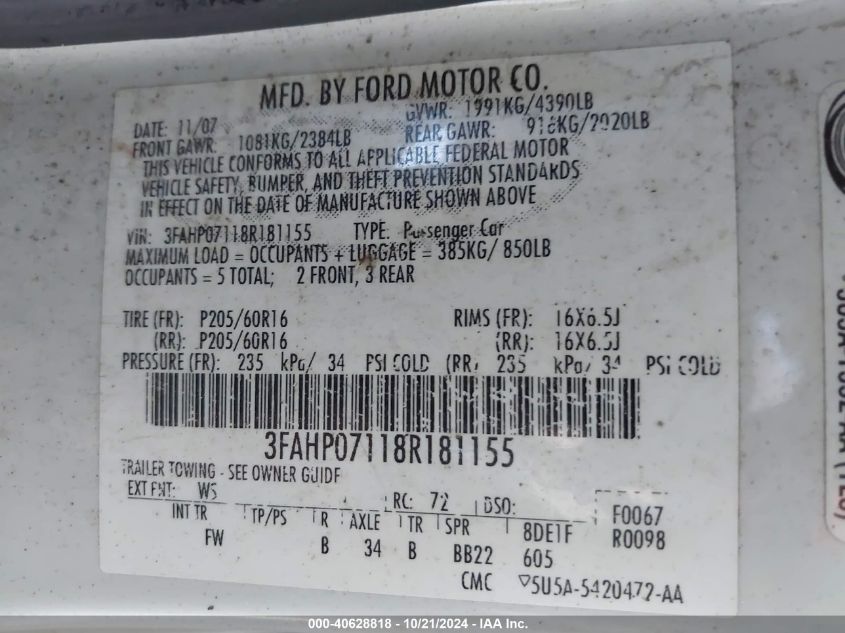 MFD. BY FORD MOTOR CO.
DATE: 11/07 GVWR: 1991KG/4390LB
FRONT GAWR: 1081KG/2384LB REAR GAWR: 916KG/2020LB
THIS VEHICLE CONFORMS TO ALL APPLICABLE FEDERAL MOTOR
VEHICLE SAFETY, BUMPER, AND THEFT PREVENTION STANDARDS
IN EFFECT ON THE DATE OF MANUFACTURE SHOWN ABOVE
VIN: 3FAHP07118R181155 TYPE: Passenger Car
MAXIMUM LOAD = OCCUPANTS + LUGGAGE = 385KG/ 850LB
OCCUPANTS = 5 TOTAL; 2 FRONT, 3 REAR
TIRE (FR): P205/60R16 RIMS (FR): 16X6.5J
(RR): P205/60R16 (RR): 16X6.5J
PRESSURE (FR): 235 kPa/ 34 PSI COLD (RR) 235 kPa/ 34 PSI COLD
3FAHP07118R181155
TRAILER TOWING - SEE OWNER GUIDE
EXT PNT: WS RC: 72 DSO: F0067
INT TR TP/PS R AXLE TR SPR 8DE1F R0098
FW B 34 B BB22 605
CMC 5U5A-5420472-AA
000-40628818 - 10/21/2024 - Copyright © 2024 IAA, Inc.